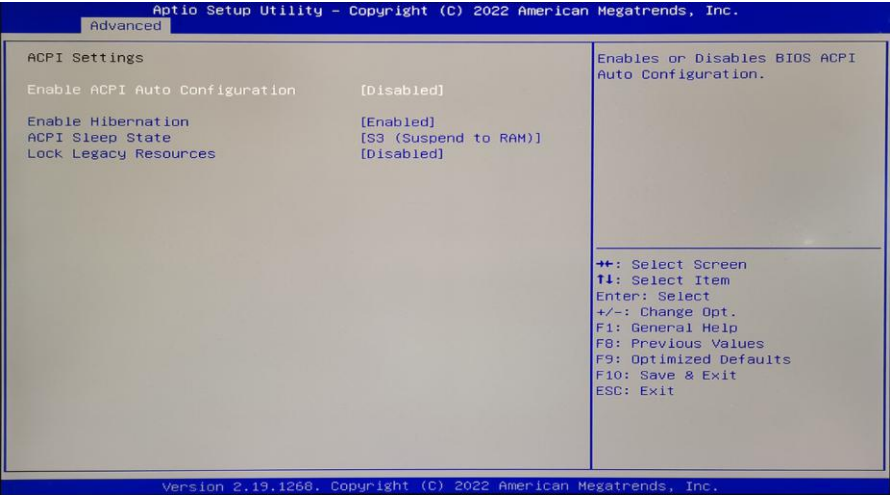 Aptio Setup Utility – Copyright (C) 2022 American Megatrends, Inc.
Advanced
ACPI Settings
Enable ACPI Auto Configuration [Disabled]
Enable Hibernation [Enabled]
ACPI Sleep State [S3 (Suspend to RAM)]
Lock Legacy Resources [Disabled]
Enables or Disables BIOS ACPI
Auto Configuration.
→←: Select Screen
↑↓: Select Item
Enter: Select
+/-: Change Opt.
F1: General Help
F8: Previous Values
F9: Optimized Defaults
F10: Save & Exit
ESC: Exit
Version 2.19.1268. Copyright (C) 2022 American Megatrends, Inc.